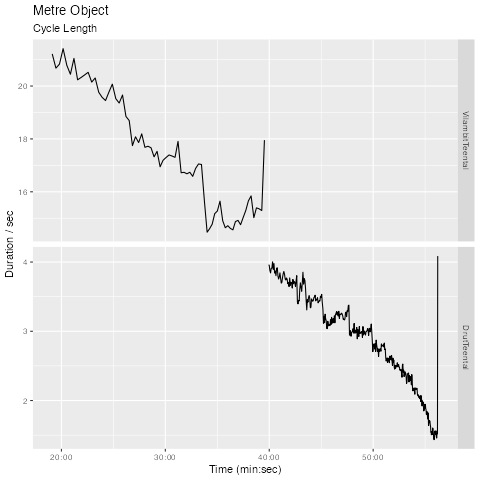 Metre Object
Cycle Length
20
18
16
VilambitTeental
4
3
2
DrutTeental
20:00
30:00
40:00
50:00
Duration / sec
Time (min:sec)